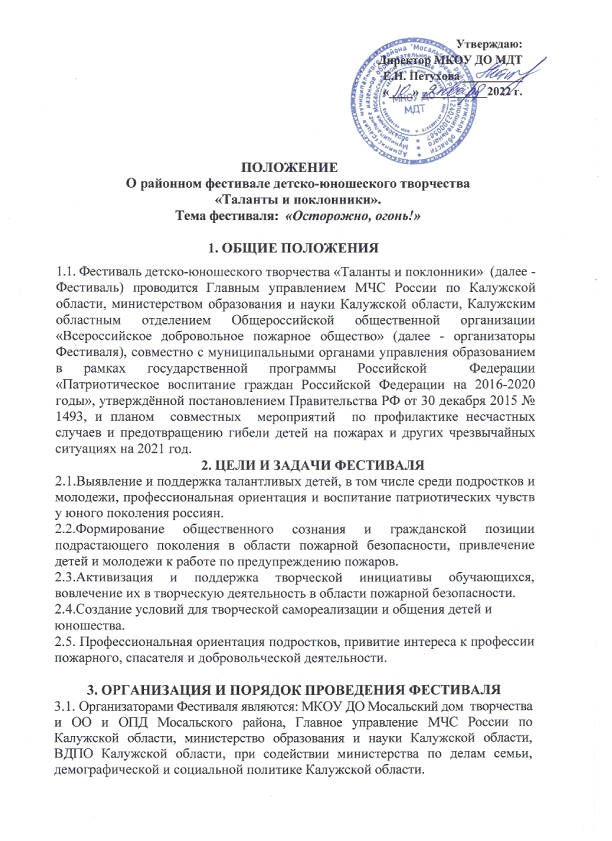 Утверждаю:
Директор МКОУ ДО МДТ
Е.Н. Петухова
« 10 » января 2022 г.
МКОУ ДО
МДТ
ПОЛОЖЕНИЕ
О районном фестивале детско-юношеского творчества
«Таланты и поклонники».
Тема фестиваля: «Осторожно, огонь!»
1. ОБЩИЕ ПОЛОЖЕНИЯ
1.1. Фестиваль детско-юношеского творчества «Таланты и поклонники» (далее -
Фестиваль) проводится Главным управлением МЧС России по Калужской
области, министерством образования и науки Калужской области, Калужским
областным отделением Общероссийской общественной организации
«Всероссийское добровольное пожарное общество» (далее - организаторы
Фестиваля), совместно с муниципальными органами управления образованием
в рамках государственной программы Российской Федерации
«Патриотическое воспитание граждан Российской Федерации на 2016-2020
годы», утверждённой постановлением Правительства РФ от 30 декабря 2015 №
1493, и планом совместных мероприятий по профилактике несчастных
случаев и предотвращению гибели детей на пожарах и других чрезвычайных
ситуациях на 2021 год.
2. ЦЕЛИ И ЗАДАЧИ ФЕСТИВАЛЯ
2.1.Выявление и поддержка талантливых детей, в том числе среди подростков и
молодежи, профессиональная ориентация и воспитание патриотических чувств
у юного поколения россиян.
2.2.Формирование общественного сознания и гражданской позиции
подрастающего поколения в области пожарной безопасности, привлечение
детей и молодежи к работе по предупреждению пожаров.
2.3.Активизация и поддержка творческой инициативы обучающихся,
вовлечение их в творческую деятельность в области пожарной безопасности.
2.4.Создание условий для творческой самореализации и общения детей и
юношества.
2.5. Профессиональная ориентация подростков, привитие интереса к профессии
пожарного, спасателя и добровольческой деятельности.
3. ОРГАНИЗАЦИЯ И ПОРЯДОК ПРОВЕДЕНИЯ ФЕСТИВАЛЯ
3.1. Организаторами Фестиваля являются: МКОУ ДО Мосальский дом творчества
и ОО и ОПД Мосальского района, Главное управление МЧС России по
Калужской области, министерство образования и науки Калужской области,
ВДПО Калужской области, при содействии министерства по делам семьи,
демографической и социальной политике Калужской области.